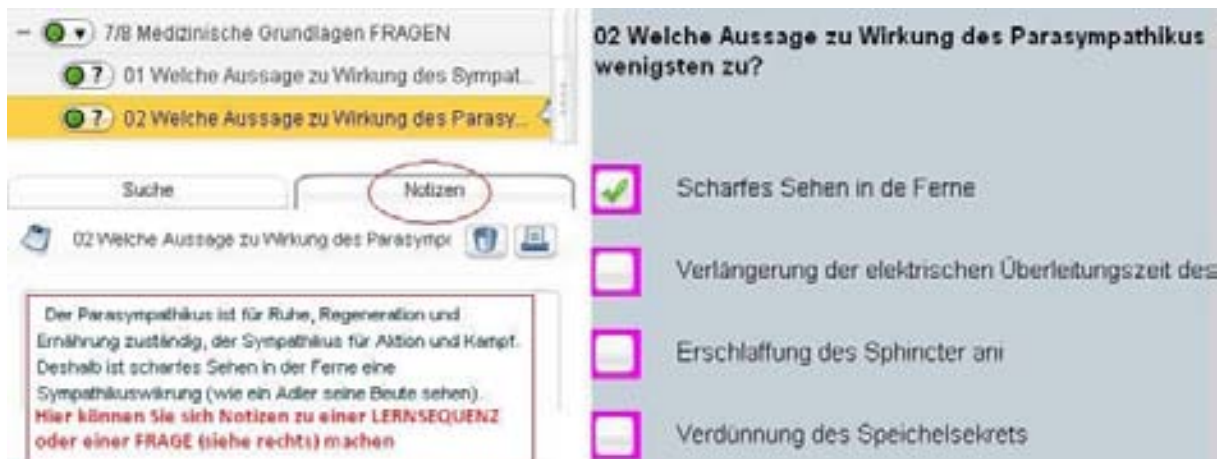 7/8 Medizinische Grundlagen FRAGEN
01 Welche Aussage zu Wirkung des Sympat...
02 Welche Aussage zu Wirkung des Parasy...
Suche
Notizen
02 Welche Aussage zu Wirkung des Parasympa
Der Parasympathikus ist für Ruhe, Regeneration und
Ernährung zuständig, der Sympathikus für Aktion und Kampf.
Deshalb ist scharfes Sehen in der Ferne eine
Sympathikuswikrung (wie ein Adler seine Beute sehen).
Hier können Sie sich Notizen zu einer LERNSEQUENZ
oder einer FRAGE (siehe rechts) machen
02 Welche Aussage zu Wirkung des Parasympathikus
wenigsten zu?
Scharfes Sehen in de Ferne
Verlängerung der elektrischen Überleitungszeit des
Erschlaffung des Sphincter ani
Verdünnung des Speichelsekrets